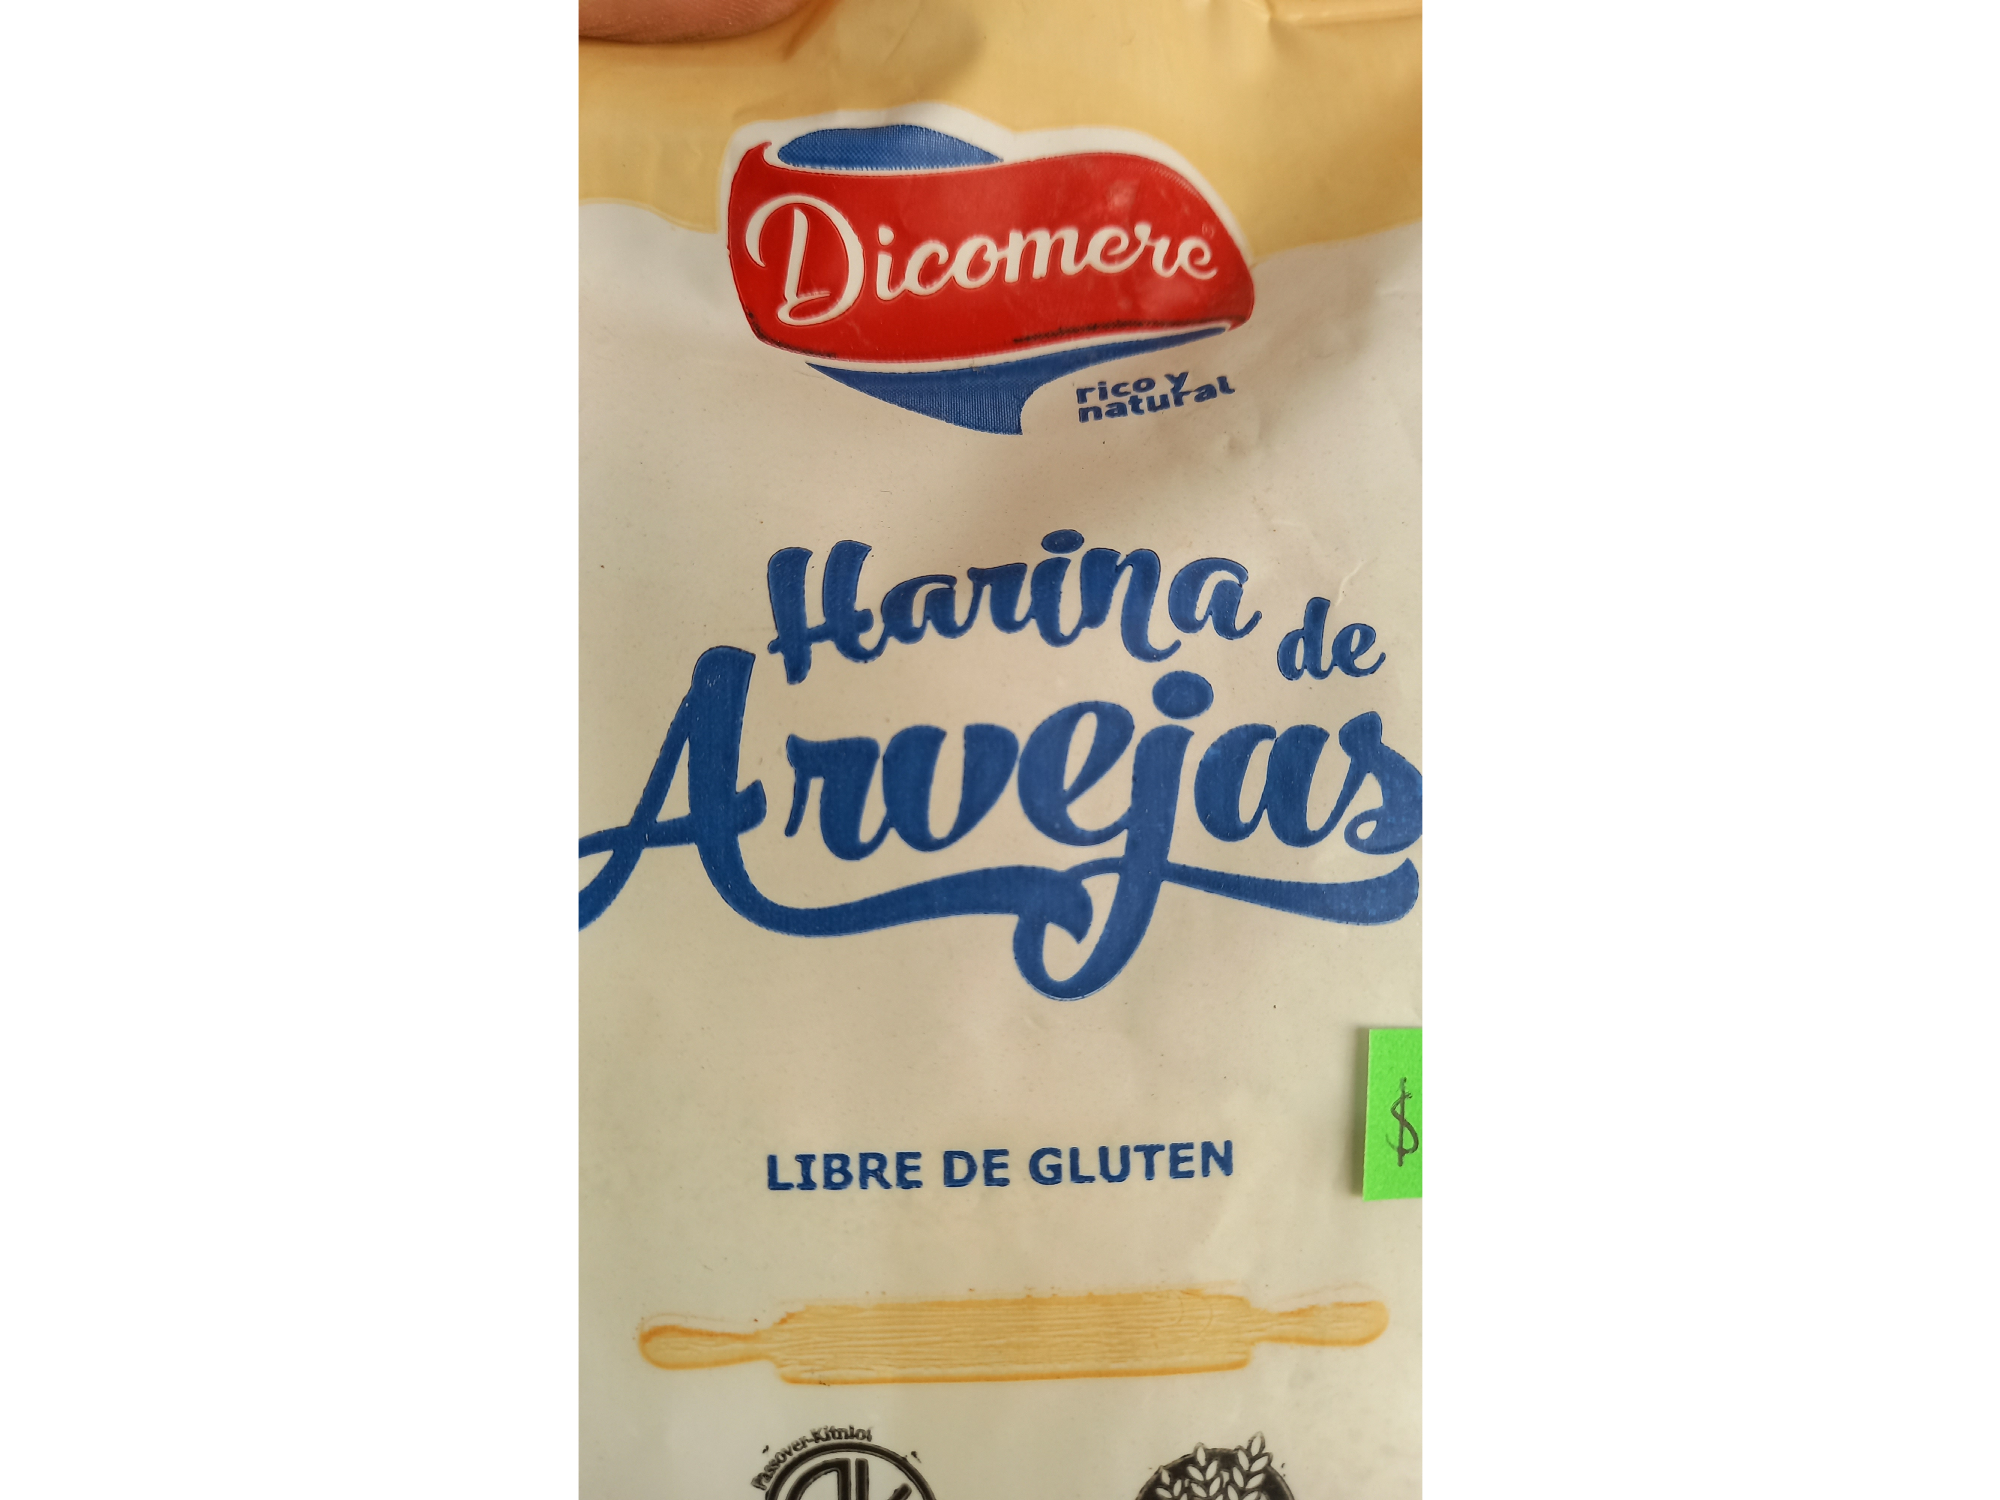 Dicomere
rico y
natural
Harina de
Arvejas
LIBRE DE GLUTEN
$
Passover-Kitniot